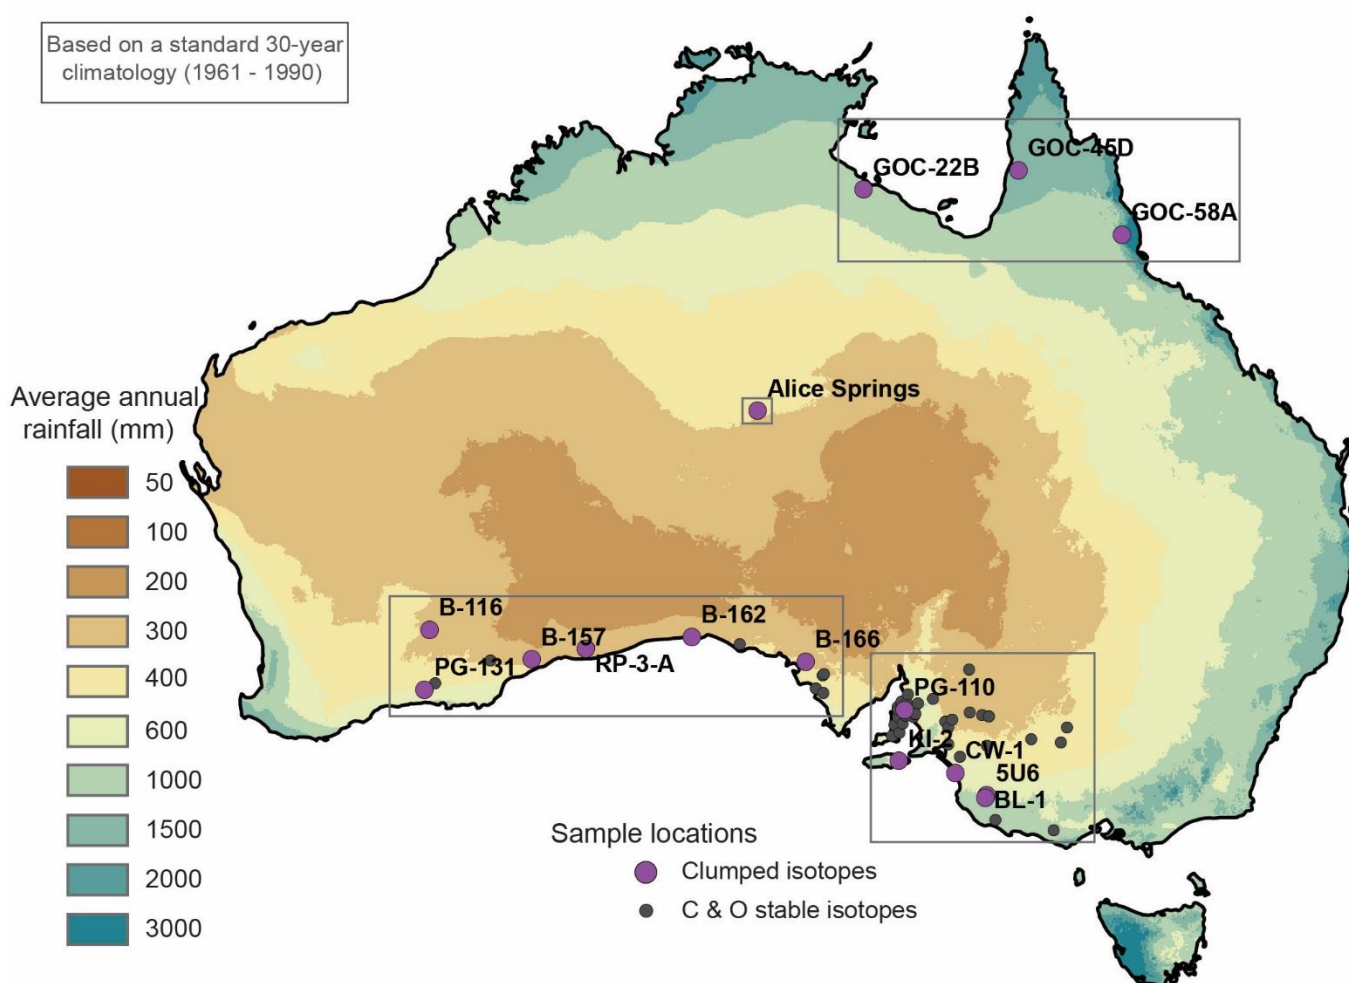 Based on a standard 30-year
climatology (1961 - 1990)
GOC-22B
GOC-45D
GOC-58A
Alice Springs
Average annual
rainfall (mm)
50
100
200
300
400
600
1000
1500
2000
3000
B-116
B-157
B-162
B-166
PG-131
RP-3-A
PG-110
KI-2
CW-1
5U6
BL-1
Sample locations
Clumped isotopes
C & O stable isotopes